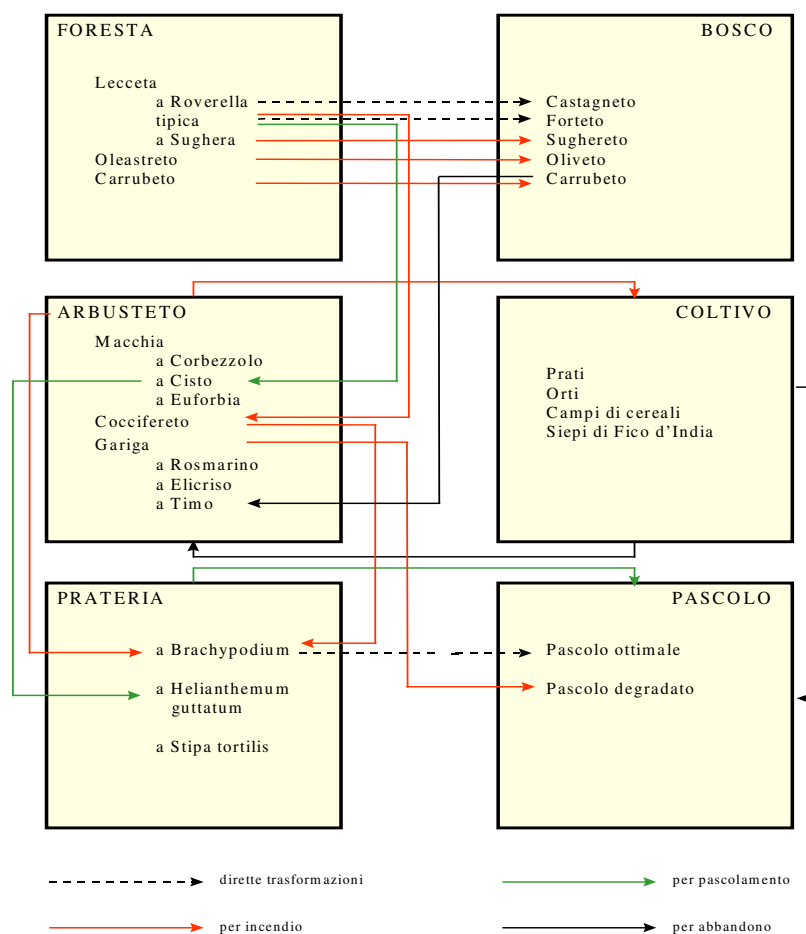 FORESTA
Lecceta
a Roverella
tipica
a Sughera
Oleastreto
Carrubeto
BOSCO
Castagneto
Forteto
Sughereto
Oliveto
Carrubeto
ARBUSTETO
Macchia
a Corbezzolo
a Cisto
a Euforbia
Coccifereto
Gariga
a Rosmarino
a Elicriso
a Timo
COLTIVO
Prati
Orti
Campi di cereali
Siepi di Fico d'India
PRATERIA
a Brachypodium
a Helianthemum
guttatum
a Stipa tortilis
PASCOLO
Pascolo ottimale
Pascolo degradato
dirette trasformazioni
per pascolamento
per incendio
per abbandono